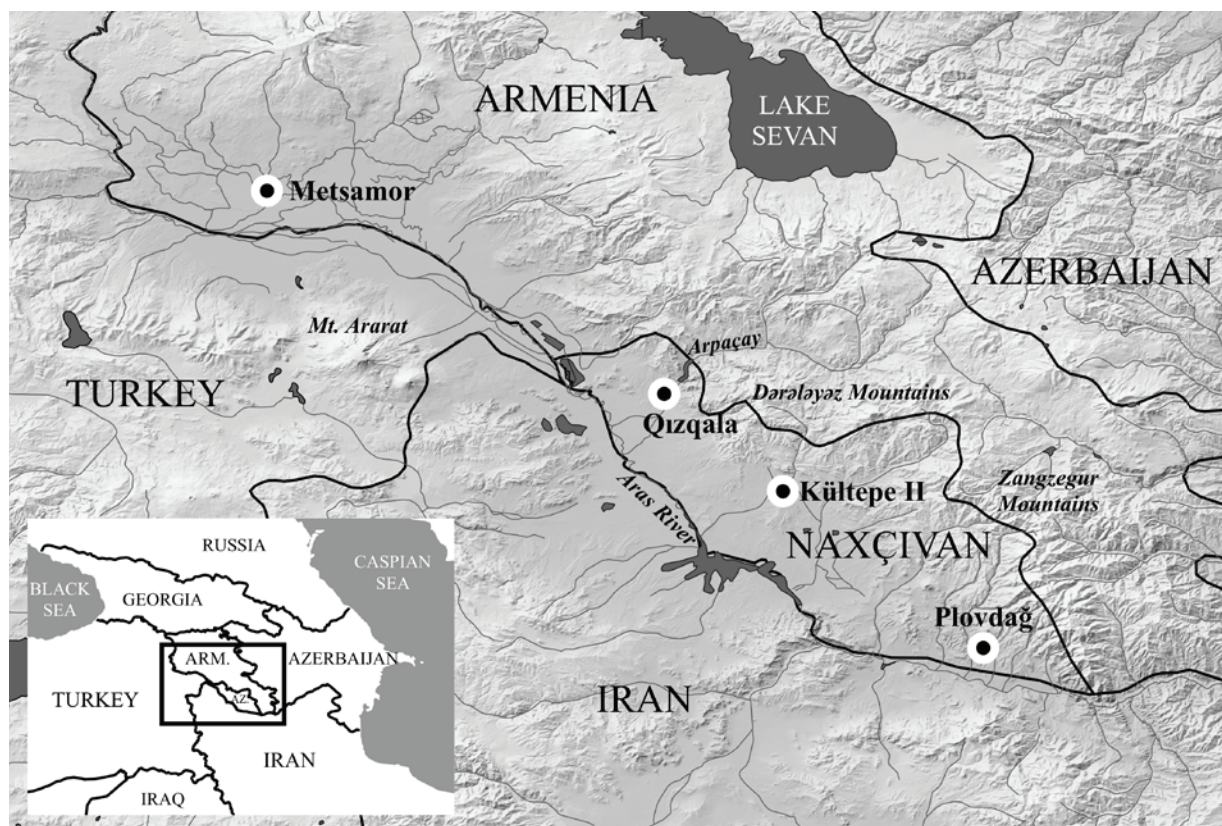 ARMENIA
LAKE
SEVAN
Metsamor
AZERBAIJAN
Mt. Ararat
Arpaçay
TURKEY
Dərələyəz Mountains
Qızqala
Zangzegur
Mountains
Kültepe II
Aras River
NAXÇIVAN
Plovdağ
IRAN
RUSSIA
CASPIAN
SEA
BLACK
SEA
GEORGIA
ARM.
AZERBAIJAN
TURKEY
AZ.
IRAN
IRAQ